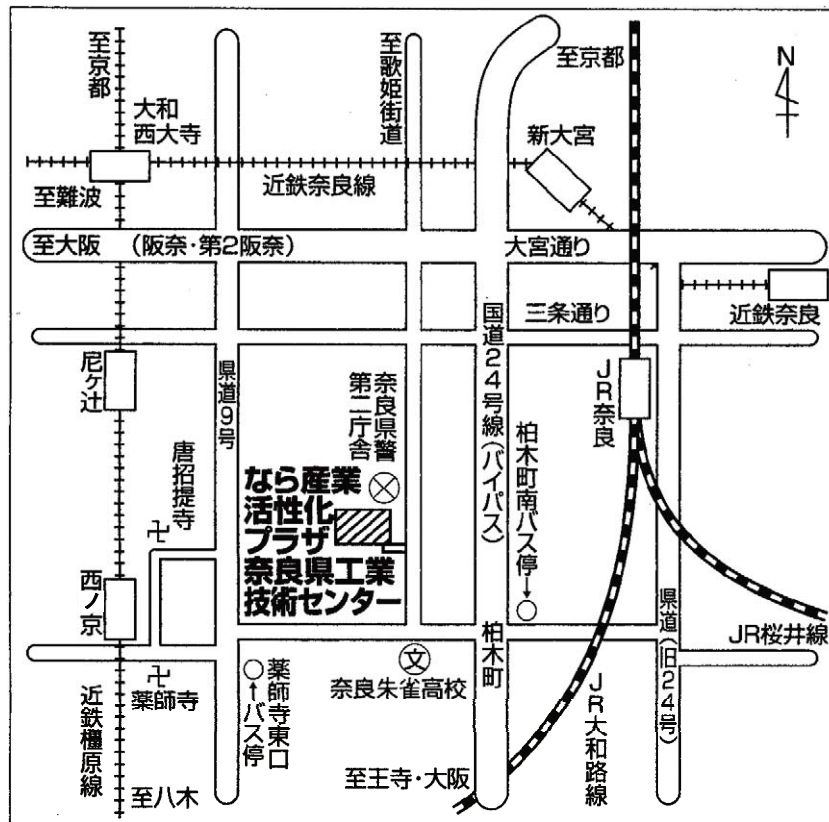 至京都
至歌姫街道
至京都
N
大和
西大寺
新大宮
近鉄奈良線
至難波
至大阪 (阪奈・第2阪奈)
大宮通り
三条通り
近鉄奈良
尼ヶ辻
県道9号
奈良県警
第二庁舎
国道24号線(バイパス)
柏木町南バス停→
JR奈良
唐招提寺
なら産業
活性化
プラザ
奈良県工業
技術センター
西ノ京
薬師寺
近鉄橿原線
至八木
薬師寺東口
←バス停
文
奈良朱雀高校
柏木町
JR大和路線
県道(旧24号)
JR桜井線
至王寺・大阪